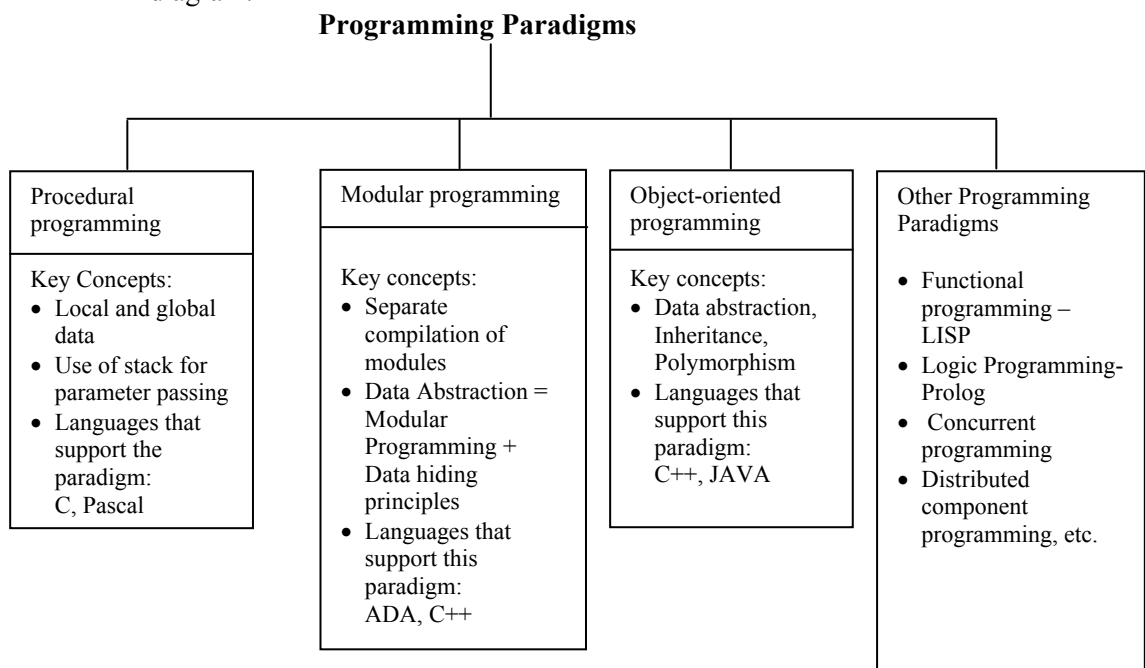 diagram.
Programming Paradigms
Procedural
programming
Key Concepts:
• Local and global
data
• Use of stack for
parameter passing
• Languages that
support the
paradigm:
C, Pascal
Modular programming
Key concepts:
• Separate
compilation of
modules
• Data Abstraction =
Modular
Programming +
Data hiding
principles
• Languages that
support this
paradigm:
ADA, C++
Object-oriented
programming
Key concepts:
• Data abstraction,
Inheritance,
Polymorphism
• Languages that
support this
paradigm:
C++, JAVA
Other Programming
Paradigms
• Functional
programming –
LISP
• Logic Programming-
Prolog
• Concurrent
programming
• Distributed
component
programming, etc.